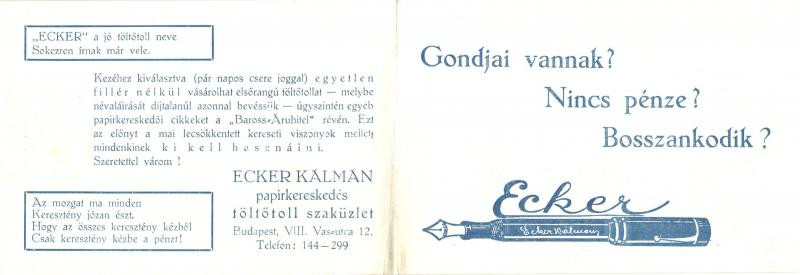 „ECKER" a jó töltőtoll neve
Sokezren írnak már vele.
Kezéhez kiválasztva (pár napos csere joggal) egyetlen
fillér nélkül vásárolhat elsőrangú töltőtollat — melybe
névaláirását dijtalanúl azonnal bevéssük — úgyszintén egyéb
papirkereskedői cikkeket a „Baross-Áruhitel" révén. Ezt
az előnyt a mai lecsökkentett kereseti viszonyok mellett
mindenkinek ki kell használni.
Szeretettel várom!
ECKER KÁLMÁN
papirkereskedés
töltőtoll szaküzlet
Budapest, VIII. Vas-utca 12.
Telefon: 144-299
Az mozgat ma minden
Keresztény józan észt,
Hogy az összes keresztény kézből
Csak keresztény kézbe a pénzt!
Gondjai vannak?
Nincs pénze?
Bosszankodik?
Ecker
Ecker Kálmán,